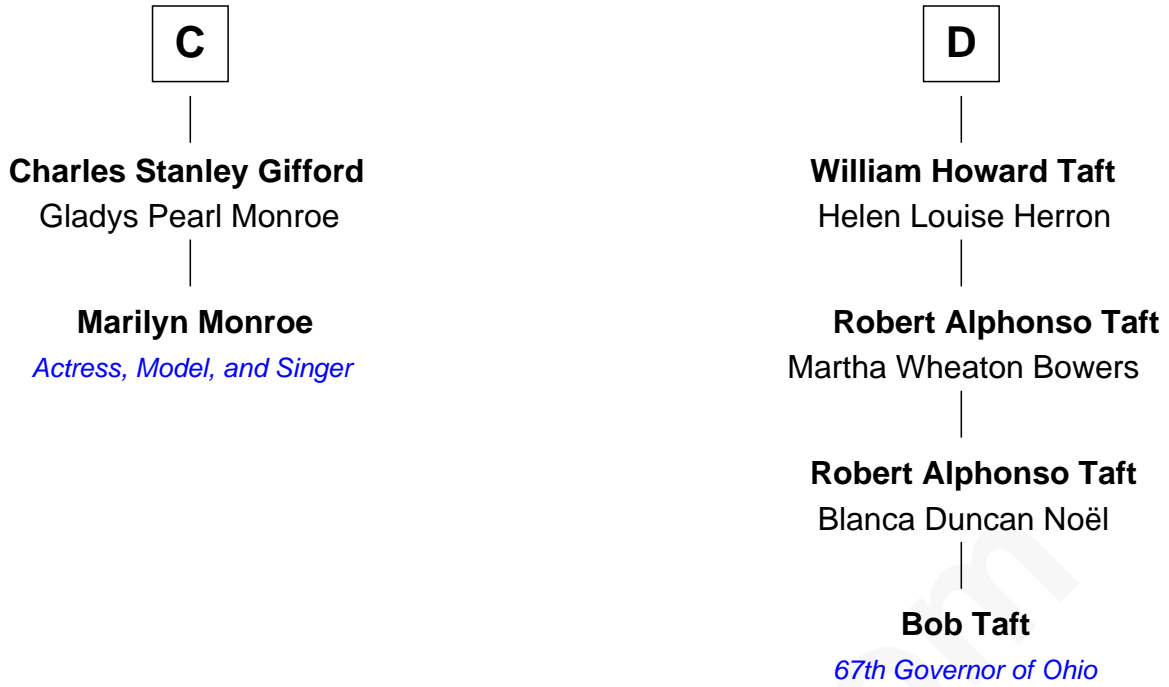 C
Charles Stanley Gifford
Gladys Pearl Monroe
Marilyn Monroe
Actress, Model, and Singer
D
William Howard Taft
Helen Louise Herron
Robert Alphonso Taft
Martha Wheaton Bowers
Robert Alphonso Taft
Blanca Duncan Noël
Bob Taft
67th Governor of Ohio